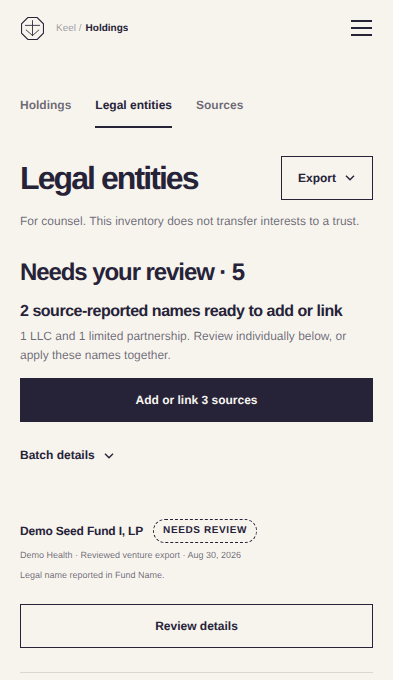 Keel / Holdings
Holdings Legal entities Sources
Legal entities
Export
For counsel. This inventory does not transfer interests to a trust.
Needs your review · 5
2 source-reported names ready to add or link
1 LLC and 1 limited partnership. Review individually below, or
apply these names together.
Add or link 3 sources
Batch details
Demo Seed Fund I, LP NEEDS REVIEW
Demo Health · Reviewed venture export · Aug 30, 2026
Legal name reported in Fund Name.
Review details